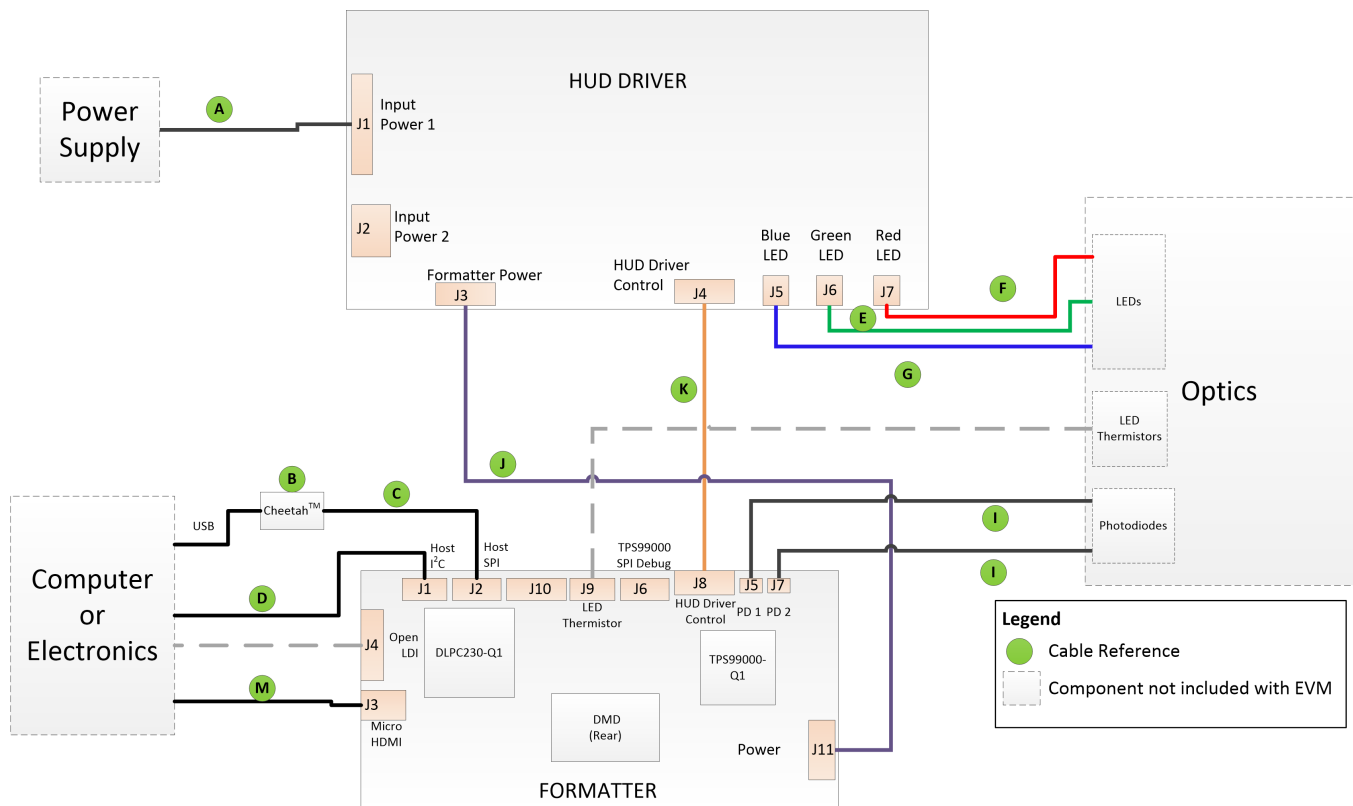 HUD DRIVER
Power
Supply
A
J1
Input
Power 1
J2
Input
Power 2
Formatter Power
J3
HUD Driver
Control
J4
Blue
LED
J5
Green
LED
J6
Red
LED
J7
E
F
G
LEDs
Optics
LED
Thermistors
Photodiodes
K
J
I
I
B
Cheetah™
C
USB
Computer
or
Electronics
D
M
Host
I²C
J1
Host
SPI
J2
J10
J9
LED
Thermistor
TPS99000
SPI Debug
J6
J8
HUD Driver
Control
J5
PD 1
J7
PD 2
J4
Open
LDI
J3
Micro
HDMI
DLPC230-Q1
TPS99000-
Q1
DMD
(Rear)
Power
J11
FORMATTER
Legend
Cable Reference
Component not included with EVM